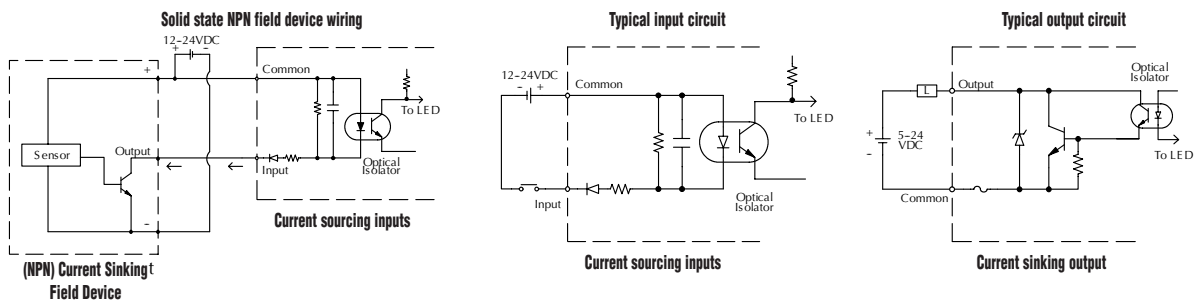 Solid state NPN field device wiring
12-24VDC
+ -
+
Common
To LED
Sensor
Output
Input
Optical
Isolator
-
Current sourcing inputs
(NPN) Current Sinking t
Field Device
Typical input circuit
12-24VDC
- +
Common
To LED
Input
Optical
Isolator
Current sourcing inputs
Typical output circuit
Optical
Isolator
Output
L
+
5-24
VDC
-
To LED
Common
Current sinking output